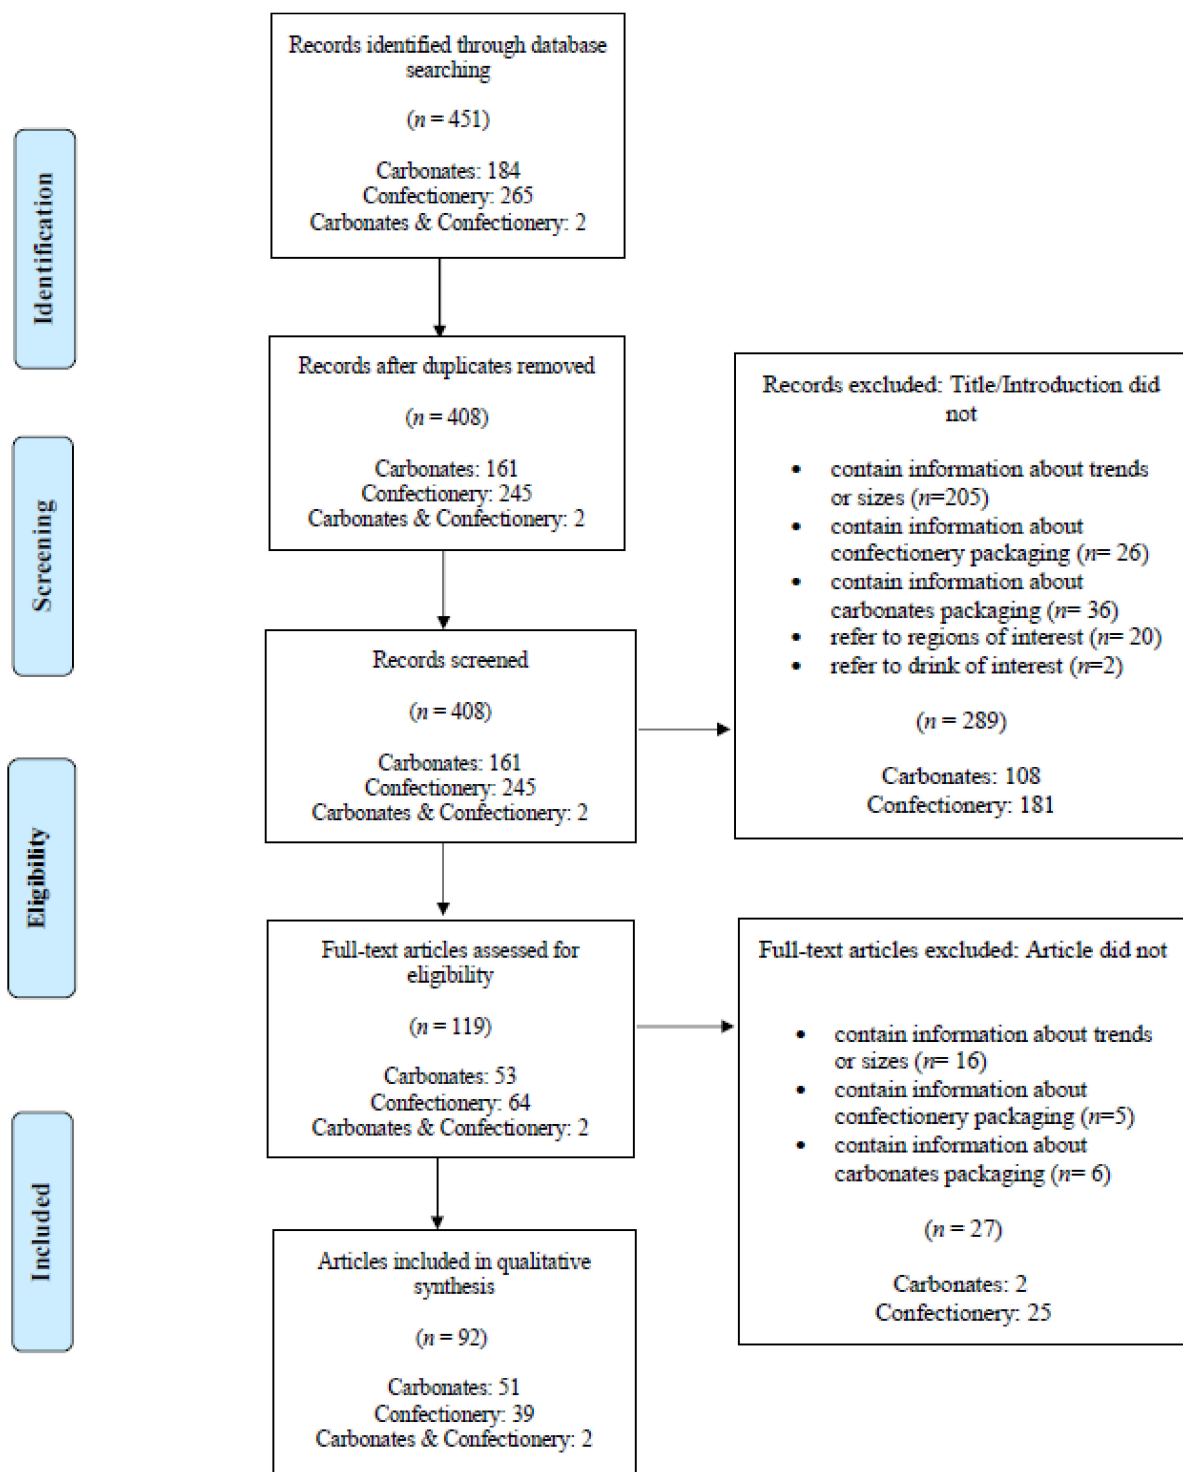 Identification
Screening
Eligibility
Included
Records identified through database
searching
(n = 451)
Carbonates: 184
Confectionery: 265
Carbonates & Confectionery: 2
Records after duplicates removed
(n = 408)
Carbonates: 161
Confectionery: 245
Carbonates & Confectionery: 2
Records screened
(n = 408)
Carbonates: 161
Confectionery: 245
Carbonates & Confectionery: 2
Records excluded: Title/Introduction did
not
• contain information about trends
or sizes (n=205)
• contain information about
confectionery packaging (n= 26)
• contain information about
carbonates packaging (n= 36)
• refer to regions of interest (n= 20)
• refer to drink of interest (n=2)
(n = 289)
Carbonates: 108
Confectionery: 181
Full-text articles assessed for
eligibility
(n = 119)
Carbonates: 53
Confectionery: 64
Carbonates & Confectionery: 2
Full-text articles excluded: Article did not
• contain information about trends
or sizes (n= 16)
• contain information about
confectionery packaging (n=5)
• contain information about
carbonates packaging (n= 6)
(n = 27)
Carbonates: 2
Confectionery: 25
Articles included in qualitative
synthesis
(n = 92)
Carbonates: 51
Confectionery: 39
Carbonates & Confectionery: 2